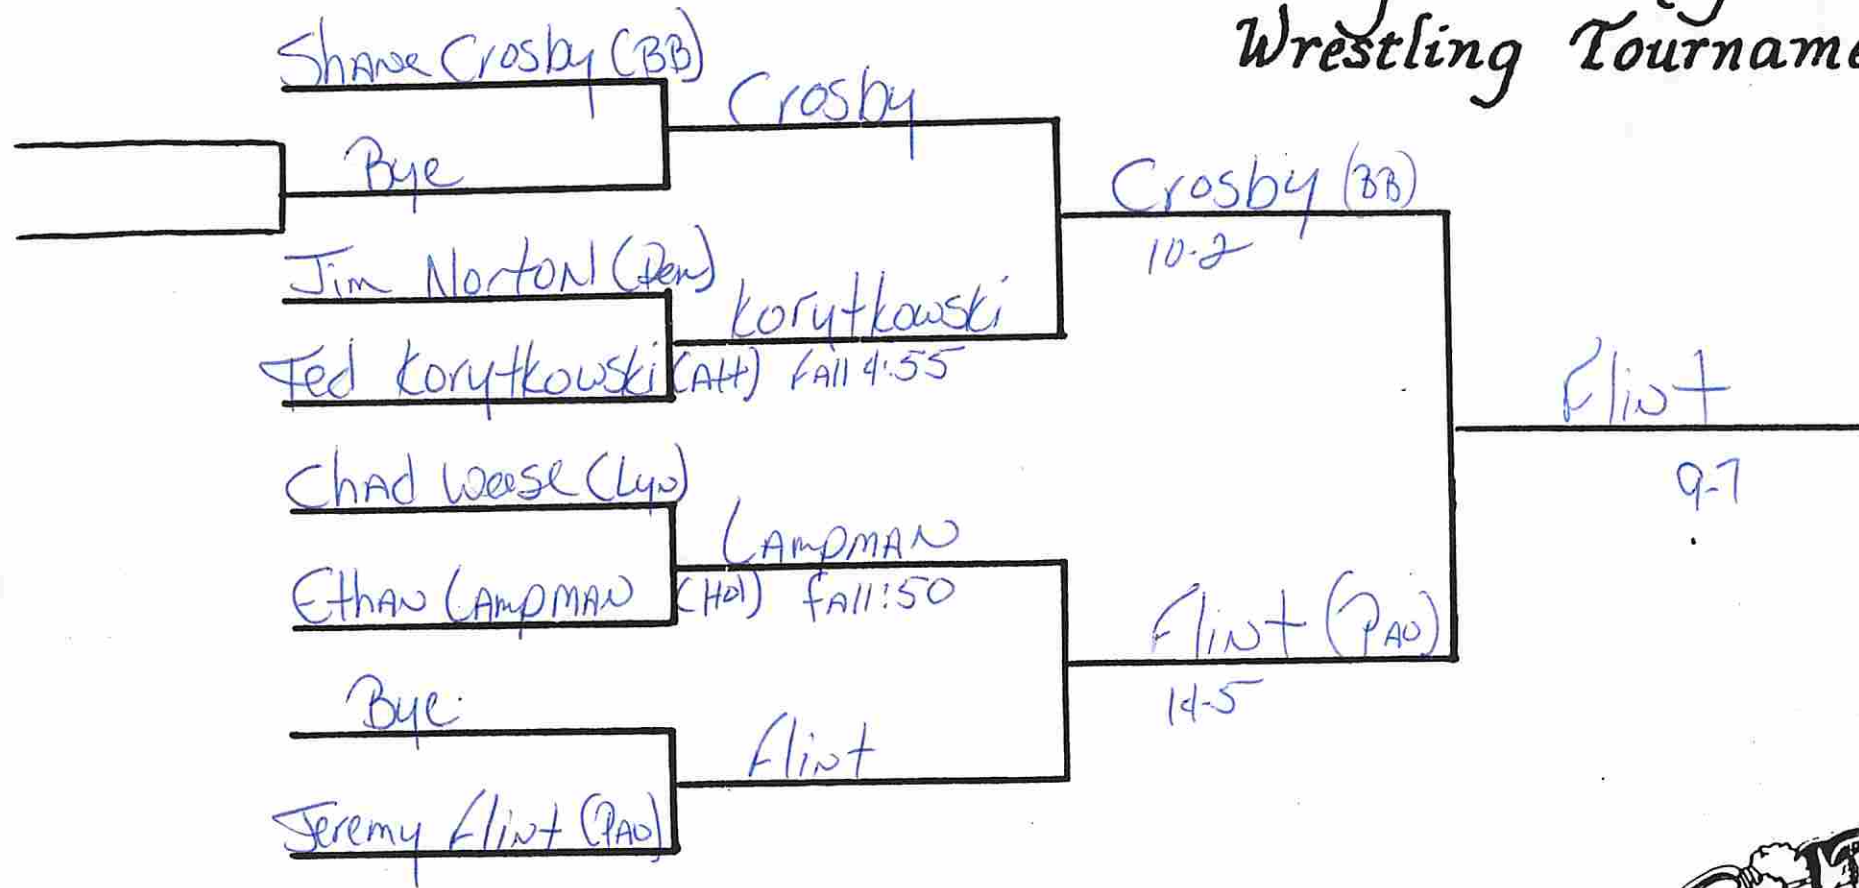 Wrestling Tourname
Shane Crosby (BB)
Crosby
Bye
Crosby (BB)
10-2
Jim Norton (Pem)
Korytkowski
Ted Korytkowski (Att) Fall 4:55
Flint
9-7
Chad Weese (Lyn)
Lampman
Ethan Lampman (Hol) Fall :50
Flint (PAV)
14-5
Bye
Flint
Jeremy Flint (PAV)